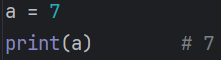 a = 7
print(a)        # 7